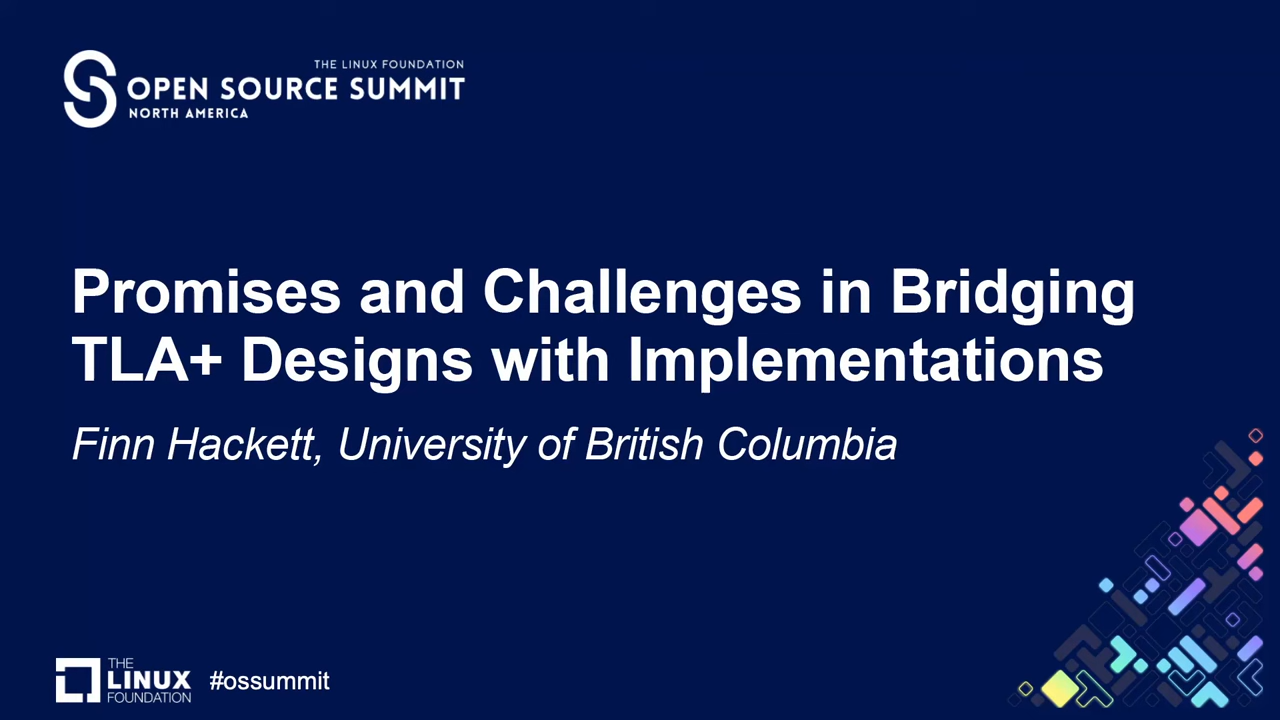 THE LINUX FOUNDATION
OPEN SOURCE SUMMIT
NORTH AMERICA
Promises and Challenges in Bridging
TLA+ Designs with Implementations
Finn Hackett, University of British Columbia
THE
LINUX
FOUNDATION
#ossummit